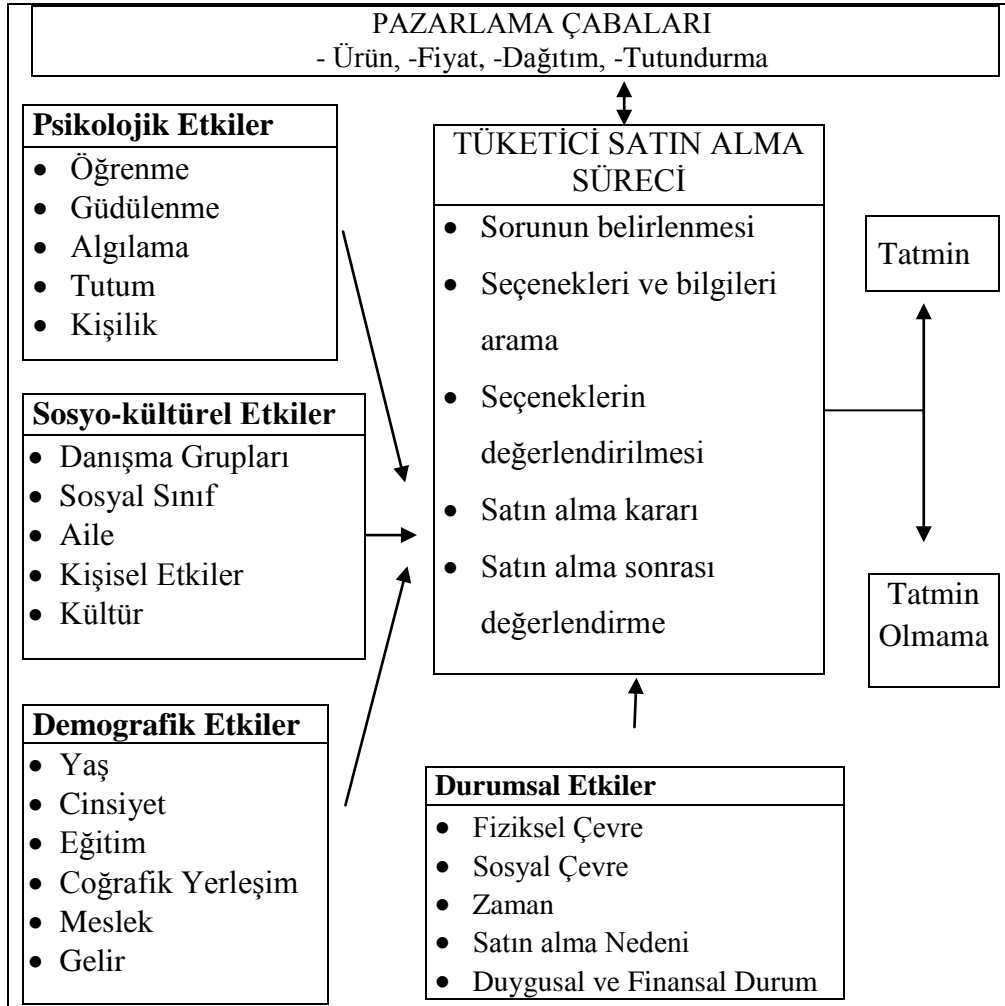 PAZARLAMA ÇABALARI
- Ürün, -Fiyat, -Dağıtım, -Tutundurma
Psikolojik Etkiler
• Öğrenme
• Güdülenme
• Algılama
• Tutum
• Kişilik
Sosyo-kültürel Etkiler
• Danışma Grupları
• Sosyal Sınıf
• Aile
• Kişisel Etkiler
• Kültür
Demografik Etkiler
• Yaş
• Cinsiyet
• Eğitim
• Coğrafik Yerleşim
• Meslek
• Gelir
TÜKETİCİ SATIN ALMA
SÜRECİ
• Sorunun belirlenmesi
• Seçenekleri ve bilgileri
arama
• Seçeneklerin
değerlendirilmesi
• Satın alma kararı
• Satın alma sonrası
değerlendirme
Durumsal Etkiler
• Fiziksel Çevre
• Sosyal Çevre
• Zaman
• Satın alma Nedeni
• Duygusal ve Finansal Durum
Tatmin
Tatmin
Olmama